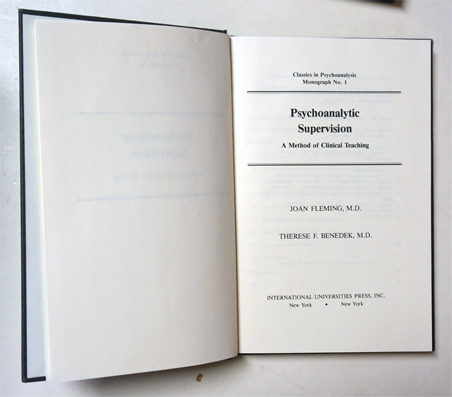 Classics in Psychoanalysis
Monograph No. 1
Psychoanalytic
Supervision
A Method of Clinical Teaching
JOAN FLEMING, M.D.
THERESE F. BENEDEK, M.D.
INTERNATIONAL UNIVERSITIES PRESS, INC.
New York • New York